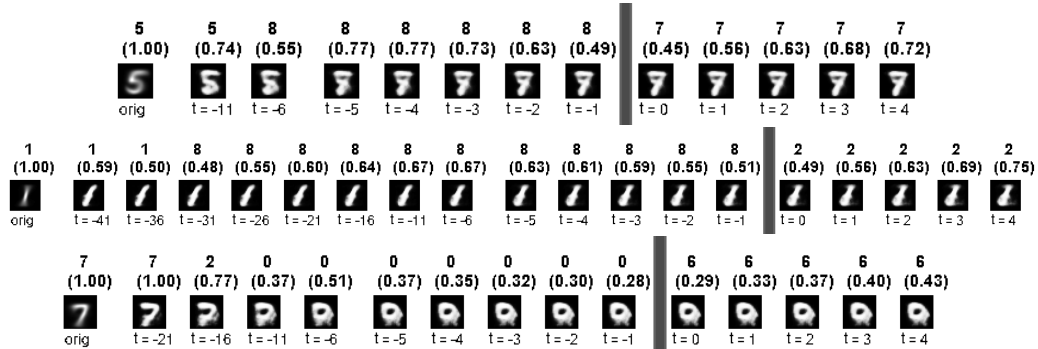 5 5 8 8 8 8 8 8 7 7 7 7 7
(1.00) (0.74) (0.55) (0.77) (0.77) (0.73) (0.63) (0.49) (0.45) (0.56) (0.63) (0.68) (0.72)
orig t = -11 t = -6 t = -5 t = -4 t = -3 t = -2 t = -1 t = 0 t = 1 t = 2 t = 3 t = 4
1 1 1 8 8 8 8 8 8 8 8 8 8 8 2 2 2 2 2
(1.00) (0.59) (0.50) (0.48) (0.55) (0.60) (0.64) (0.67) (0.67) (0.63) (0.61) (0.59) (0.55) (0.51) (0.49) (0.56) (0.63) (0.69) (0.75)
orig t = -41 t = -36 t = -31 t = -26 t = -21 t = -16 t = -11 t = -6 t = -5 t = -4 t = -3 t = -2 t = -1 t = 0 t = 1 t = 2 t = 3 t = 4
7 7 2 0 0 0 0 0 0 0 6 6 6 6 6
(1.00) (1.00) (0.77) (0.37) (0.51) (0.37) (0.35) (0.32) (0.30) (0.28) (0.29) (0.33) (0.37) (0.40) (0.43)
orig t = -21 t = -16 t = -11 t = -6 t = -5 t = -4 t = -3 t = -2 t = -1 t = 0 t = 1 t = 2 t = 3 t = 4